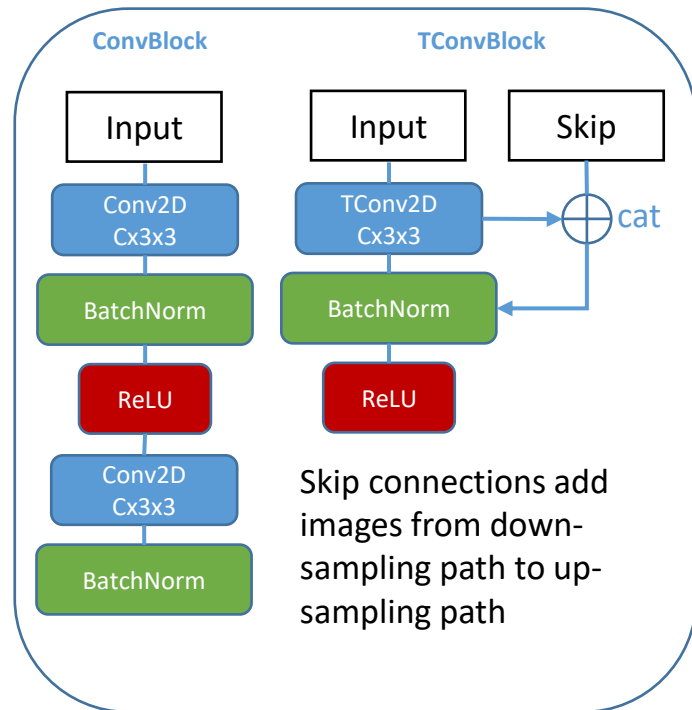 ConvBlock
Input
Conv2D
Cx3x3
BatchNorm
ReLU
Conv2D
Cx3x3
BatchNorm
TConvBlock
Input
Skip
TConv2D
Cx3x3
cat
BatchNorm
ReLU
Skip connections add
images from down-
sampling path to up-
sampling path